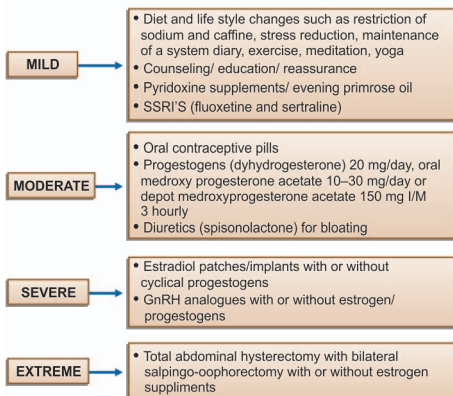 • Diet and life style changes such as restriction of
sodium and caffine, stress reduction, maintenance
of a system diary, exercise, meditation, yoga
MILD
• Counseling/ education/ reassurance
• Pyridoxine supplements/ evening primrose oil
• SSRI'S (fluoxetine and sertraline)
• Oral contraceptive pills
• Progestogens (dyhydrogesterone) 20 mg/day, oral
MODERATE
medroxy progesterone acetate 10–30 mg/day or
depot medroxyprogesterone acetate 150 mg I/M
3 hourly
• Diuretics (spisonolactone) for bloating
• Estradiol patches/implants with or without
cyclical progestogens
SEVERE
• GnRH analogues with or without estrogen/
progestogens
• Total abdominal hysterectomy with bilateral
EXTREME
salpingo-oophorectomy with or without estrogen
suppliments